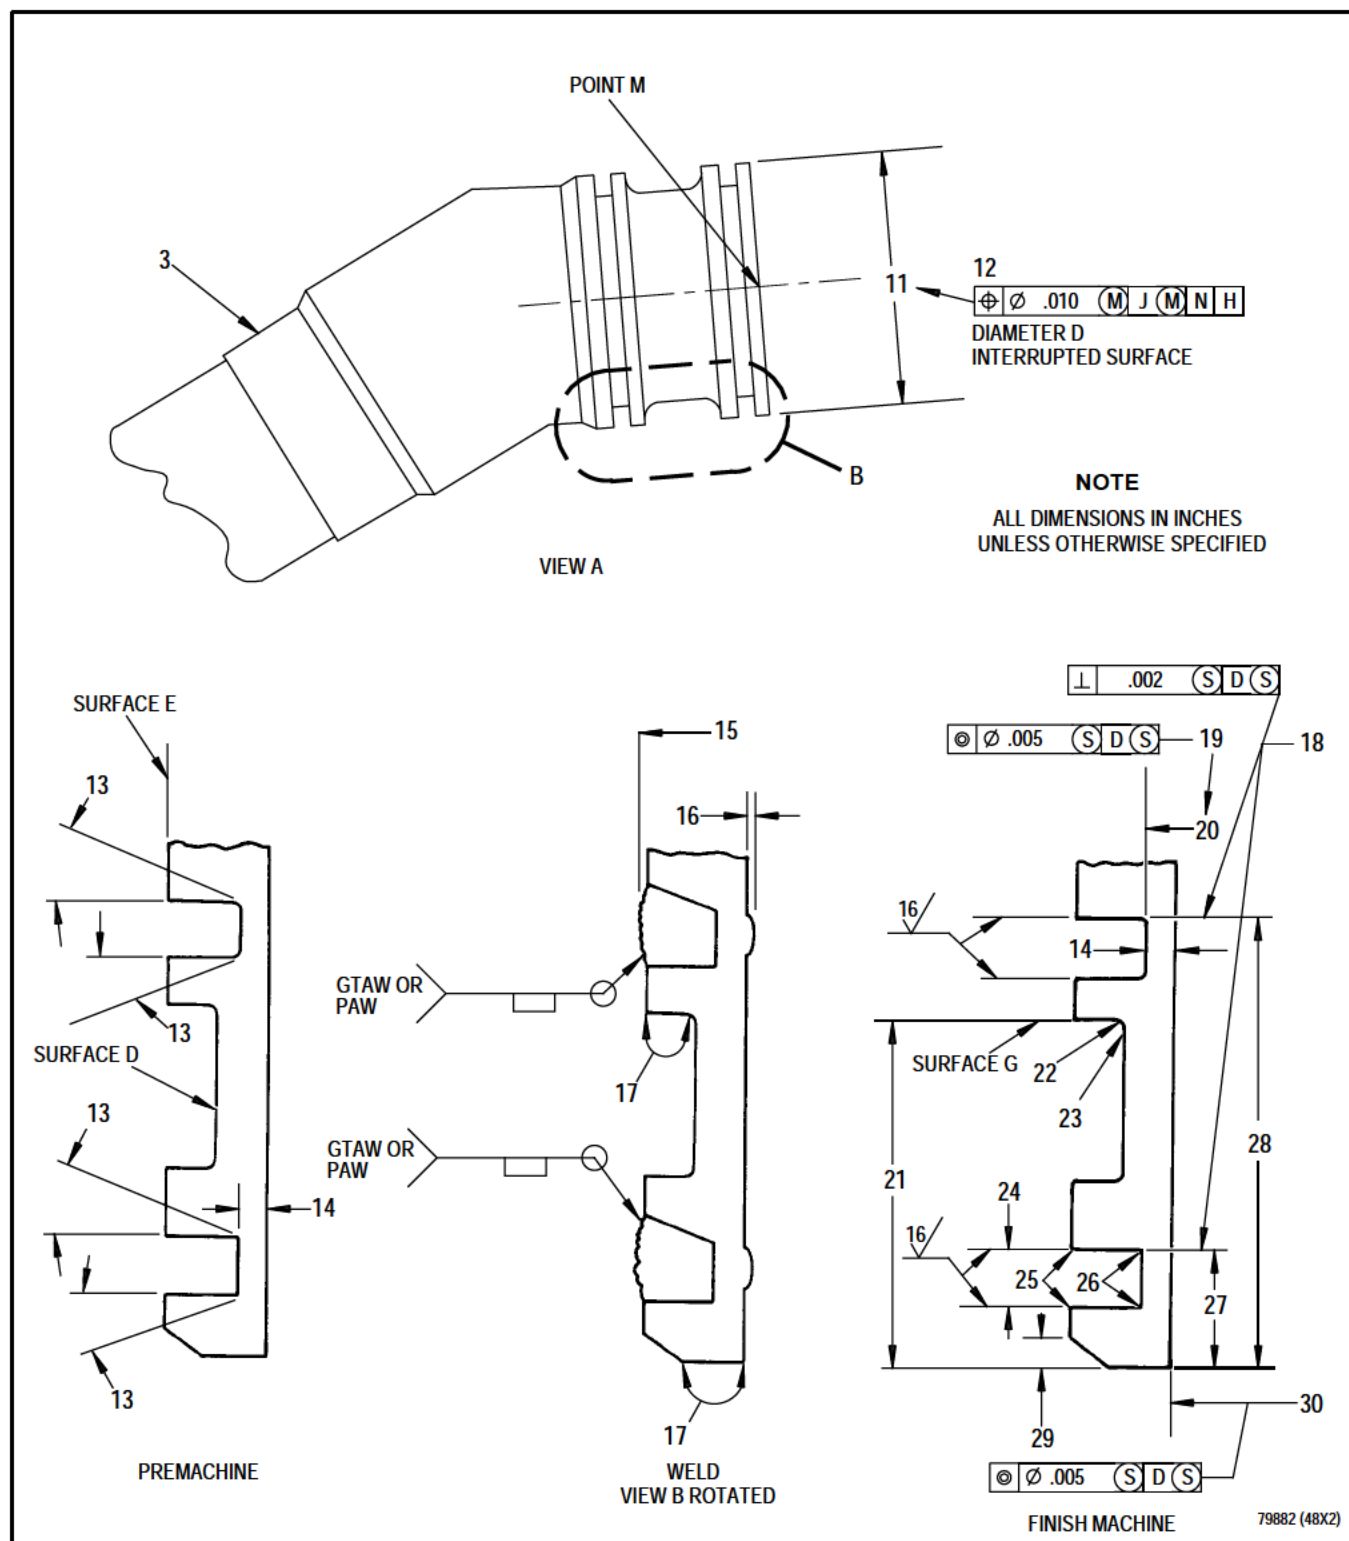 POINT M
3
11
12
⌖ Ø .010 Ⓜ J Ⓜ N H
DIAMETER D
INTERRUPTED SURFACE
B
NOTE
ALL DIMENSIONS IN INCHES
UNLESS OTHERWISE SPECIFIED
VIEW A
SURFACE E
13
13
SURFACE D
13
14
13
PREMACHINE
15
16
GTAW OR
PAW
17
GTAW OR
PAW
17
WELD
VIEW B ROTATED
⊥ .002 Ⓢ D Ⓢ
◎ Ø .005 Ⓢ D Ⓢ
19
18
20
16
14
SURFACE G
22
23
28
21
24
16
25
26
27
29
30
◎ Ø .005 Ⓢ D Ⓢ
FINISH MACHINE
79882 (48X2)